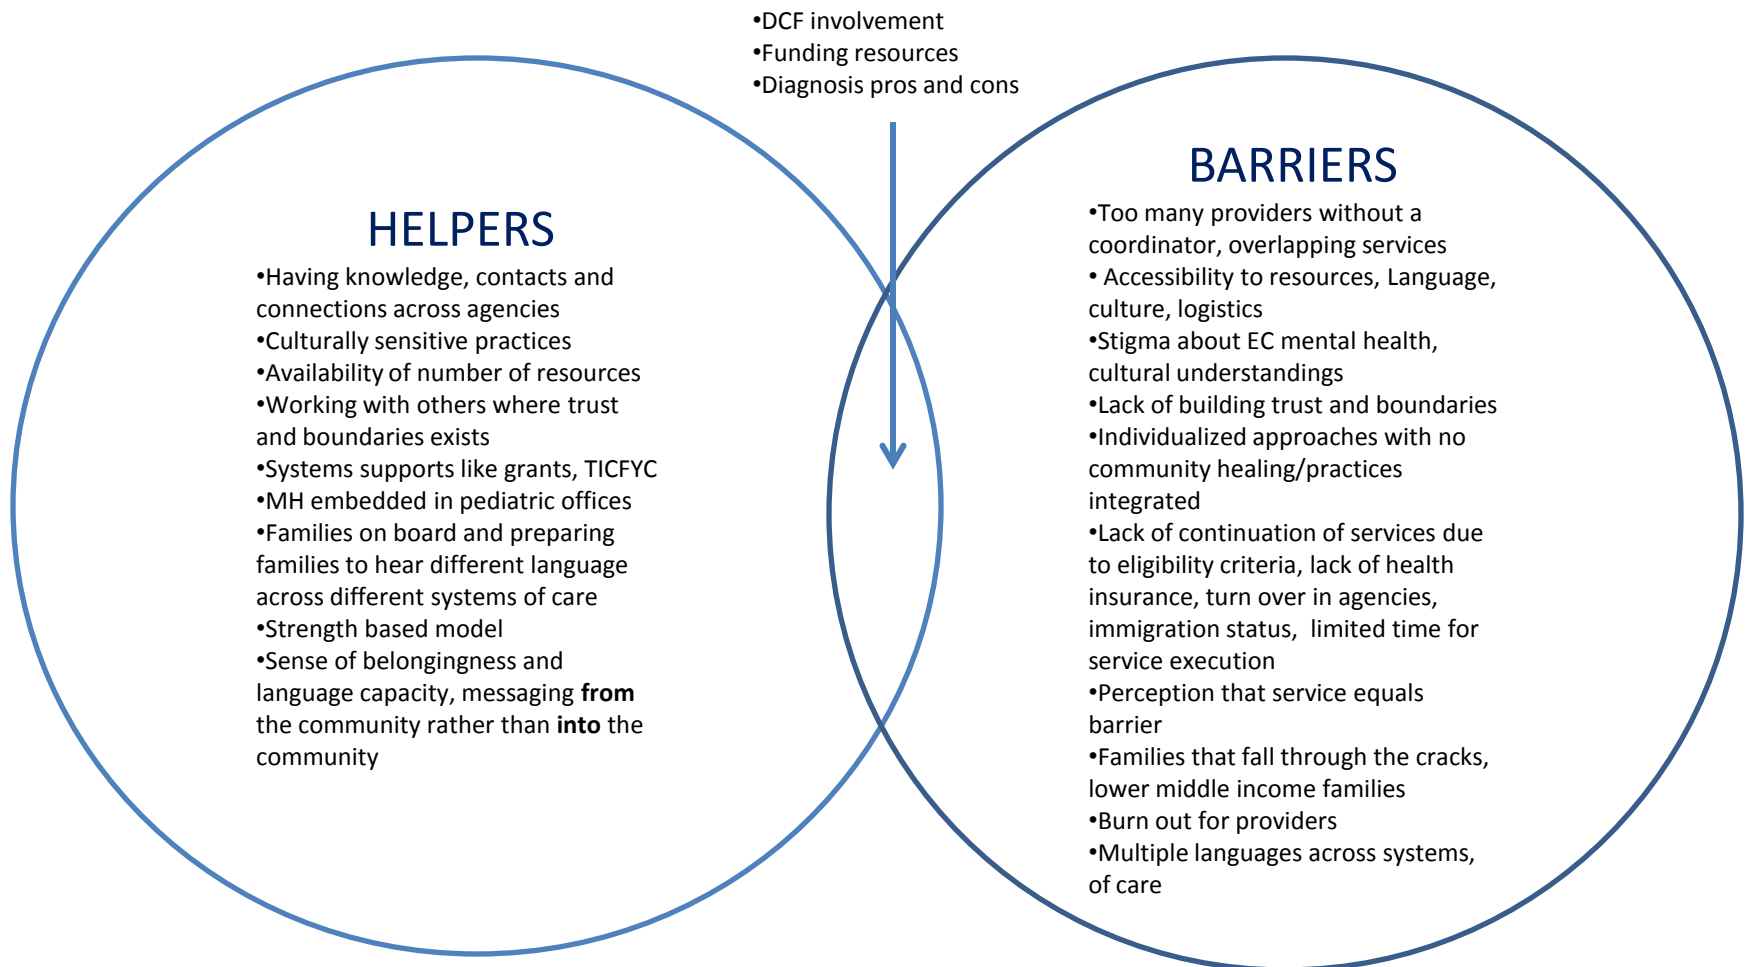 •DCF involvement
•Funding resources
•Diagnosis pros and cons
HELPERS
•Having knowledge, contacts and
connections across agencies
•Culturally sensitive practices
•Availability of number of resources
•Working with others where trust
and boundaries exists
•Systems supports like grants, TICFYC
•MH embedded in pediatric offices
•Families on board and preparing
families to hear different language
across different systems of care
•Strength based model
•Sense of belongingness and
language capacity, messaging from
the community rather than into the
community
BARRIERS
•Too many providers without a
coordinator, overlapping services
• Accessibility to resources, Language,
culture, logistics
•Stigma about EC mental health,
cultural understandings
•Lack of building trust and boundaries
•Individualized approaches with no
community healing/practices
integrated
•Lack of continuation of services due
to eligibility criteria, lack of health
insurance, turn over in agencies,
immigration status,  limited time for
service execution
•Perception that service equals
barrier
•Families that fall through the cracks,
lower middle income families
•Burn out for providers
•Multiple languages across systems,
of care